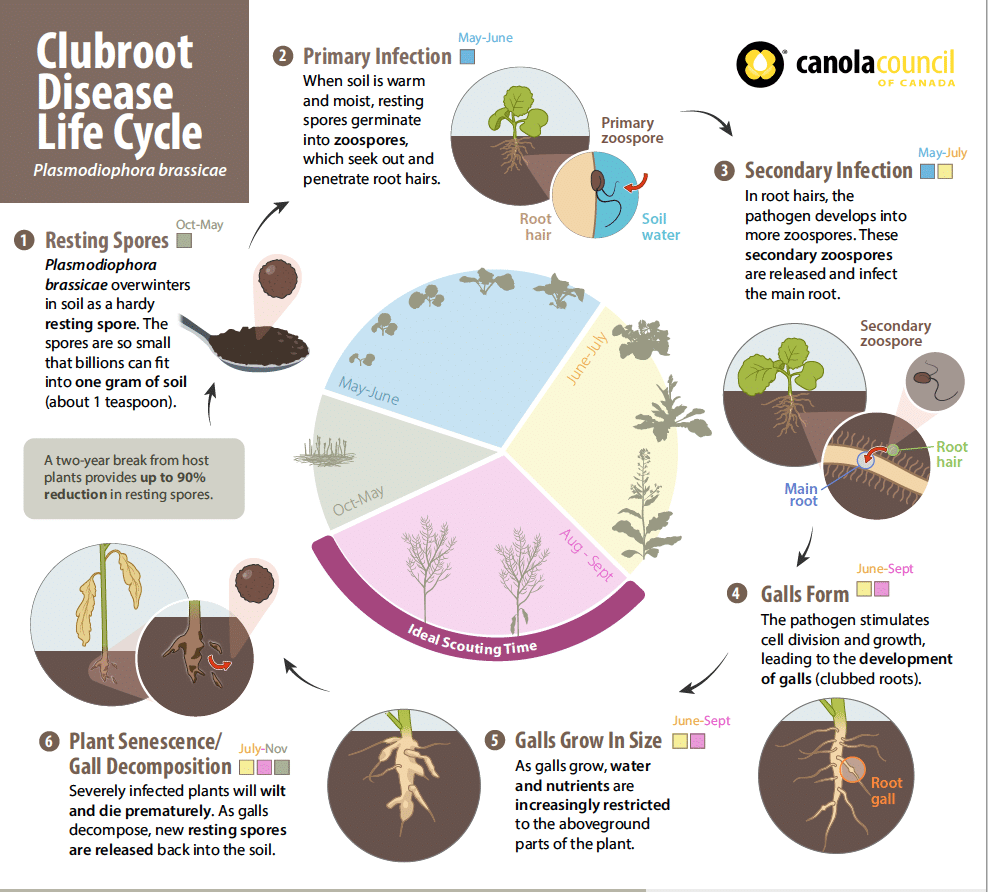 Clubroot
Disease
Life Cycle
Plasmodiophora brassicae
canolacouncil
OF CANADA
1 Resting Spores
Oct-May
Plasmodiophora
brassicae overwinters
in soil as a hardy
resting spore. The
spores are so small
that billions can fit
into one gram of soil
(about 1 teaspoon).
A two-year break from host
plants provides up to 90%
reduction in resting spores.
2 Primary Infection
May-June
When soil is warm
and moist, resting
spores germinate
into zoospores,
which seek out and
penetrate root hairs.
Primary
zoospore
Root
hair
Soil
water
3 Secondary Infection
May-July
In root hairs, the
pathogen develops into
more zoospores. These
secondary zoospores
are released and infect
the main root.
Secondary
zoospore
Root
hair
Main
root
4 Galls Form
June-Sept
The pathogen stimulates
cell division and growth,
leading to the development
of galls (clubbed roots).
Root
gall
5 Galls Grow In Size
June-Sept
As galls grow, water
and nutrients are
increasingly restricted
to the aboveground
parts of the plant.
6 Plant Senescence/
Gall Decomposition
July-Nov
Severely infected plants will wilt
and die prematurely. As galls
decompose, new resting spores
are released back into the soil.
May-June
June-July
Aug - Sept
Oct-May
Ideal Scouting Time